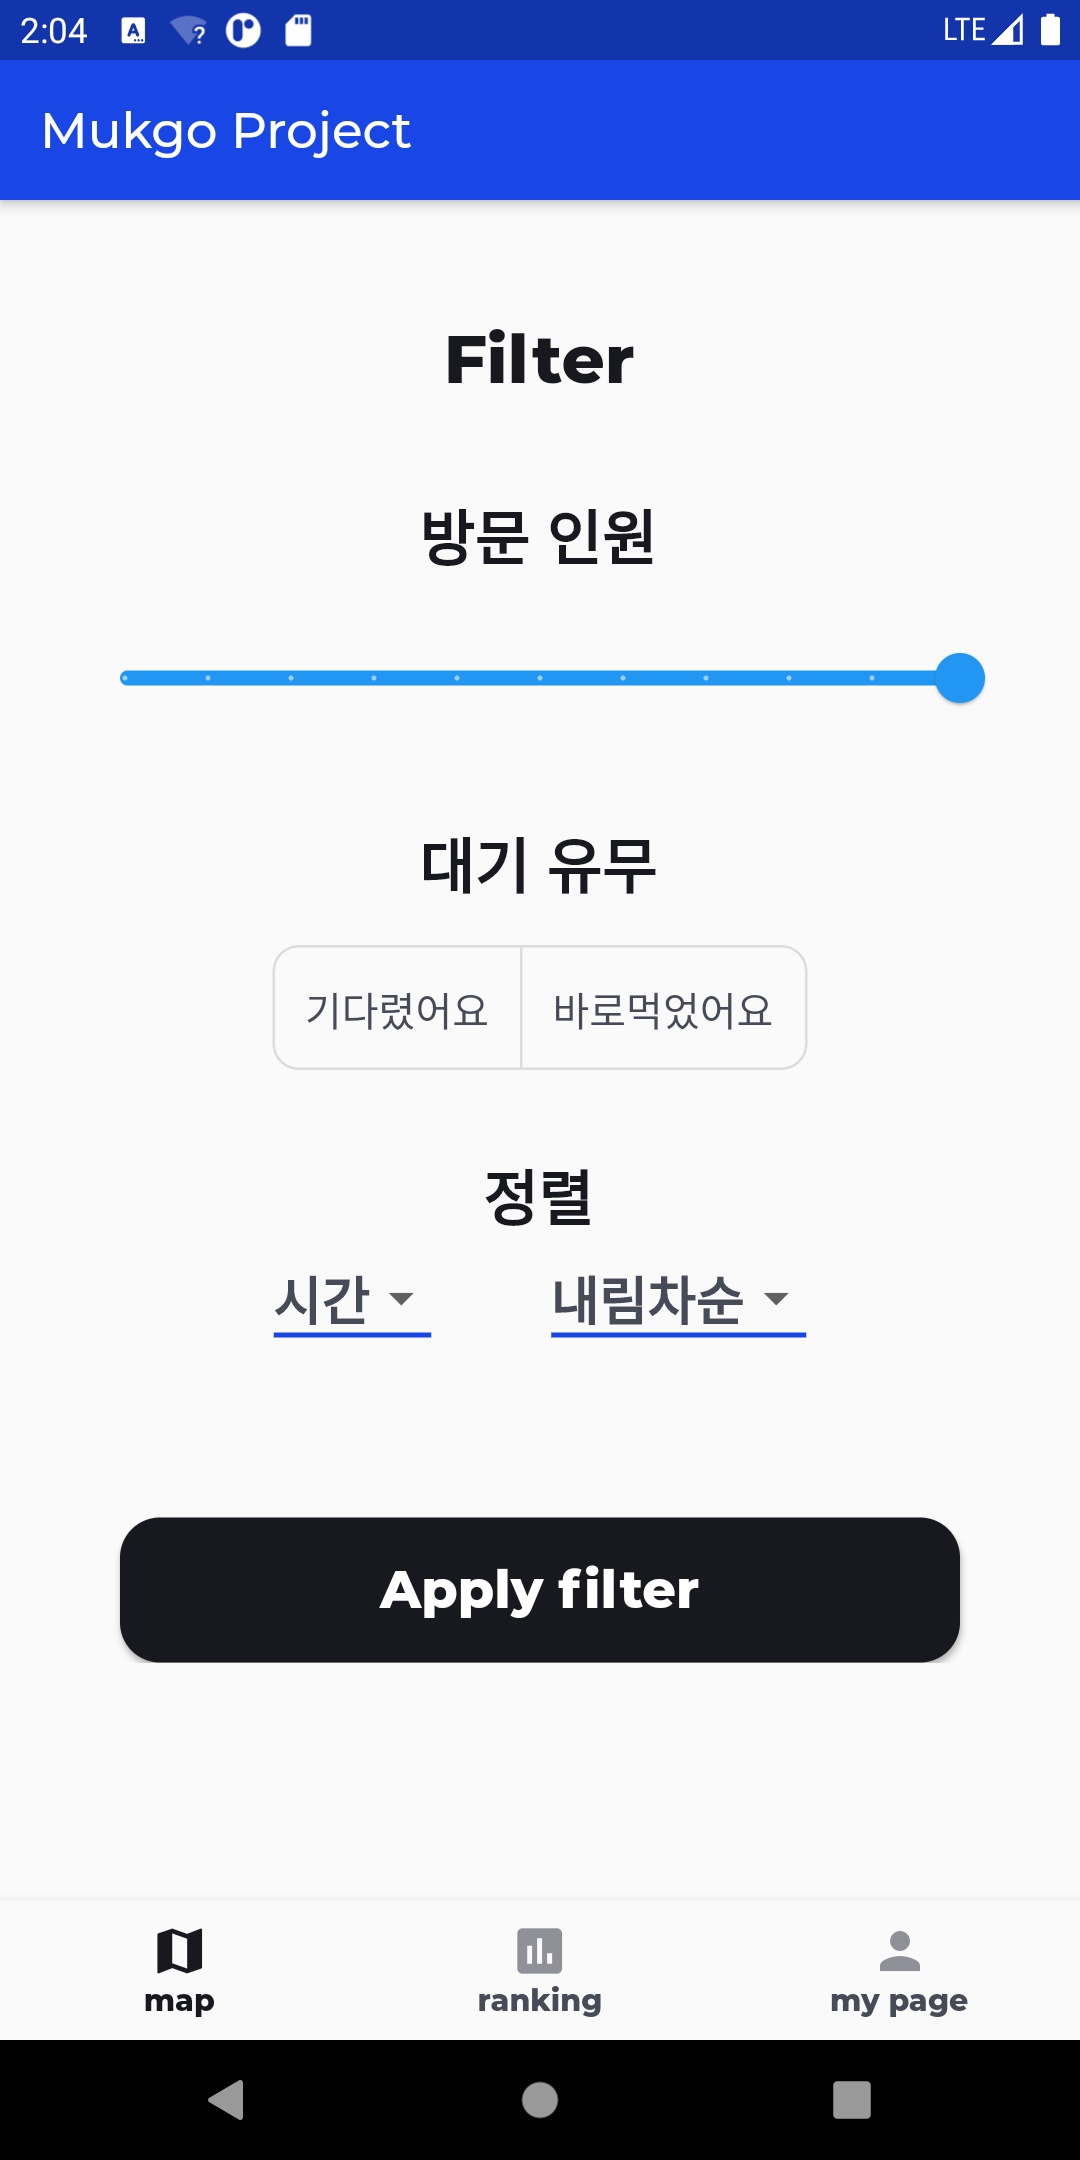 2:04 LTE
Mukgo Project
Filter
방문 인원
대기 유무
기다렸어요 바로먹었어요
정렬
시간 내림차순
Apply filter
map ranking my page